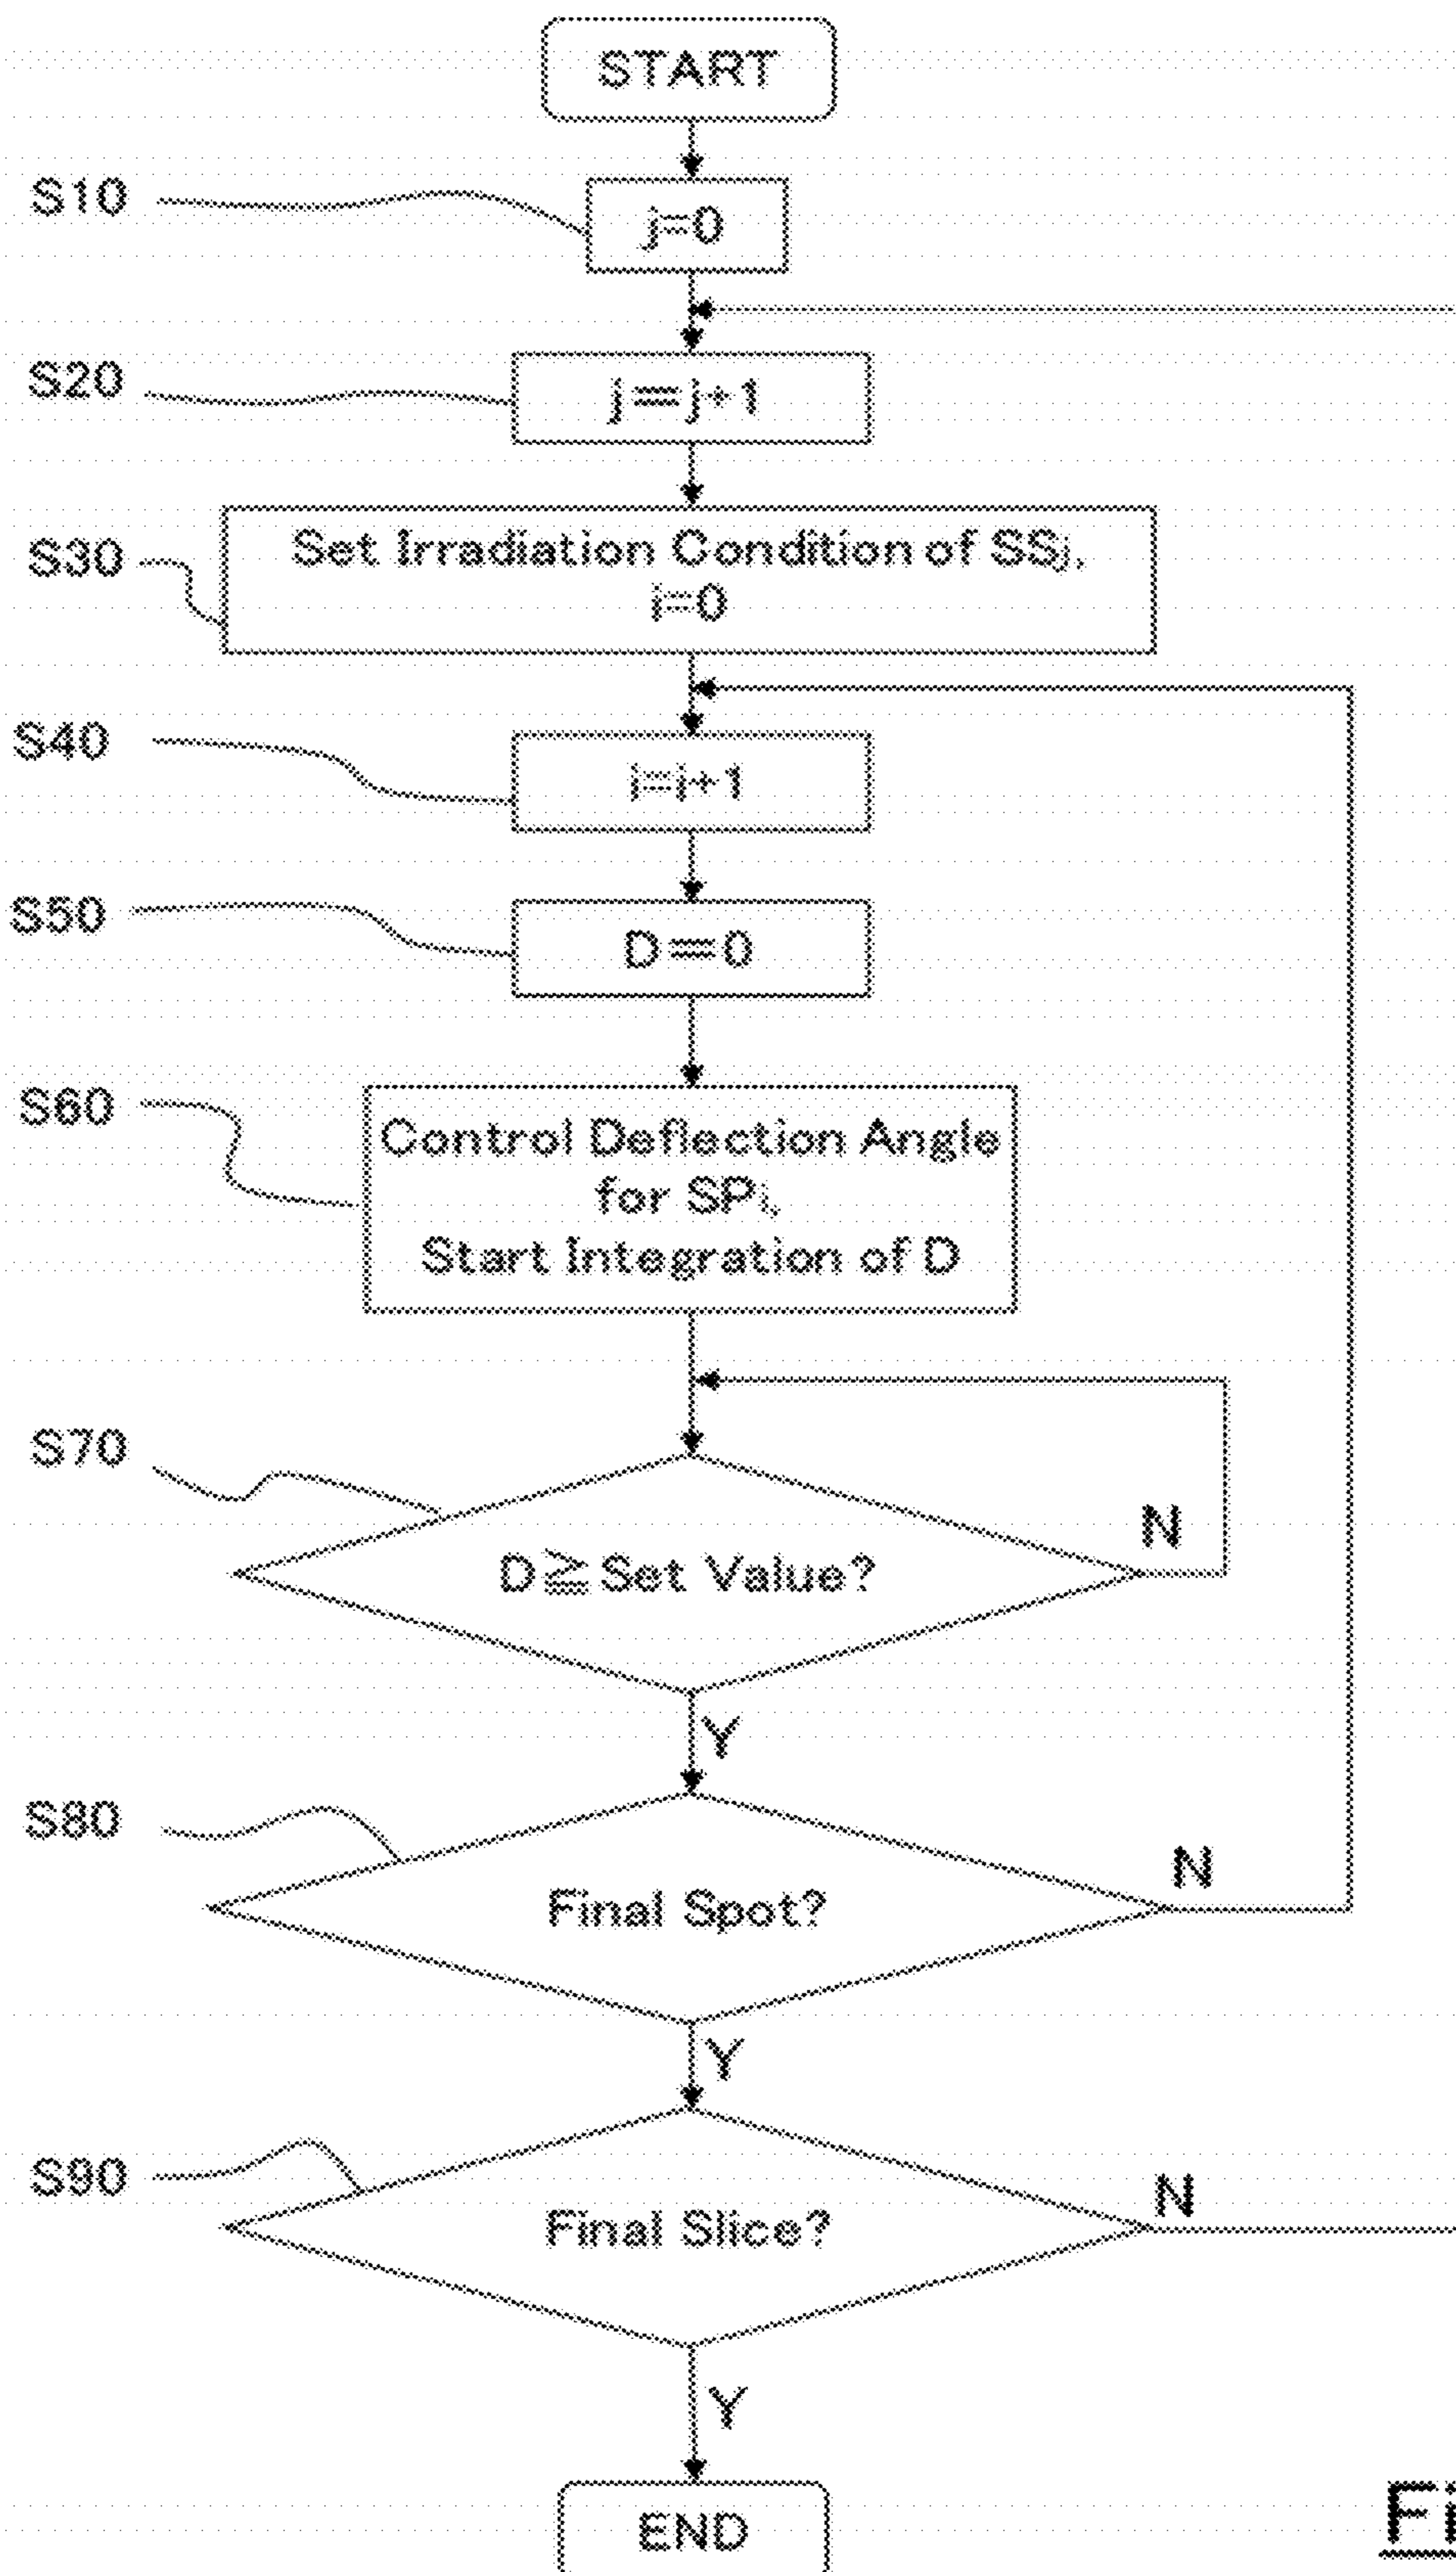 START
S10
j=0
S20
j=j+1
S30
Set Irradiation Condition of SSj,
i=0
S40
i=i+1
S50
D=0
S60
Control Deflection Angle
for SPi,
Start Integration of D
S70
D≧Set Value?
N
Y
S80
Final Spot?
N
Y
S90
Final Slice?
N
Y
END
Fi